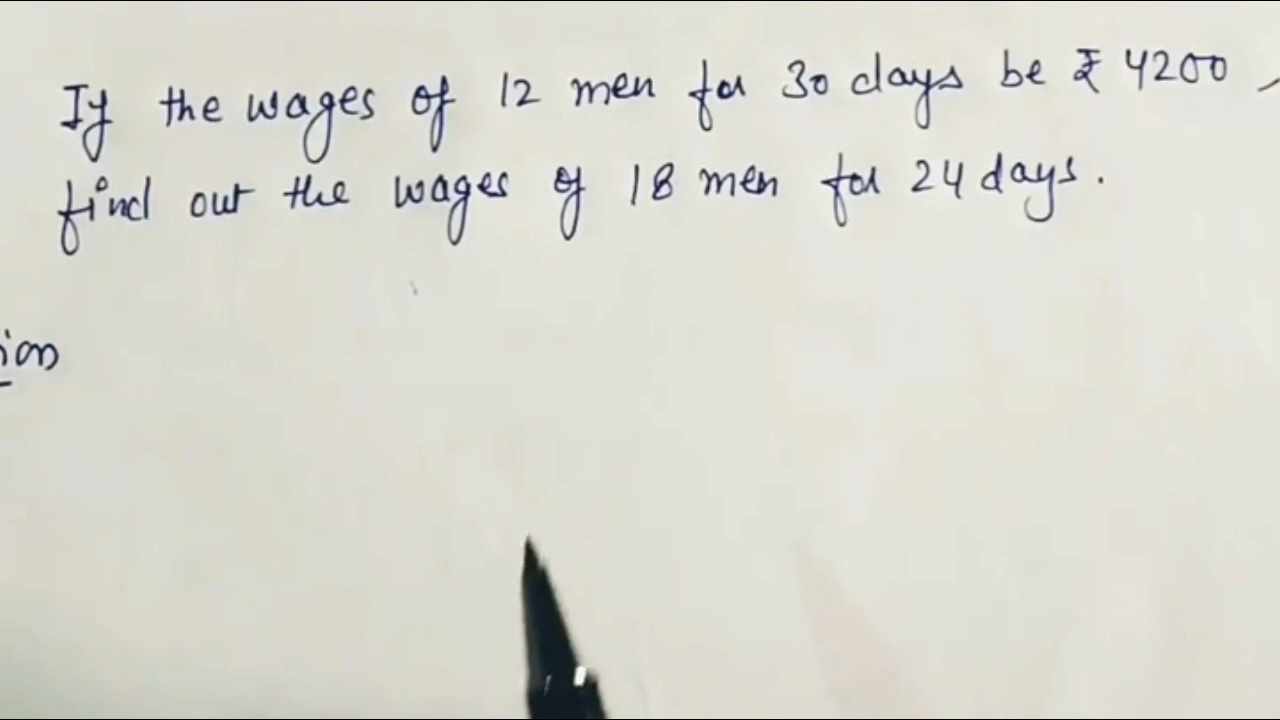 If the wages of 12 men for 30 days be ₹ 4200,
find out the wages of 18 men for 24 days.
ion